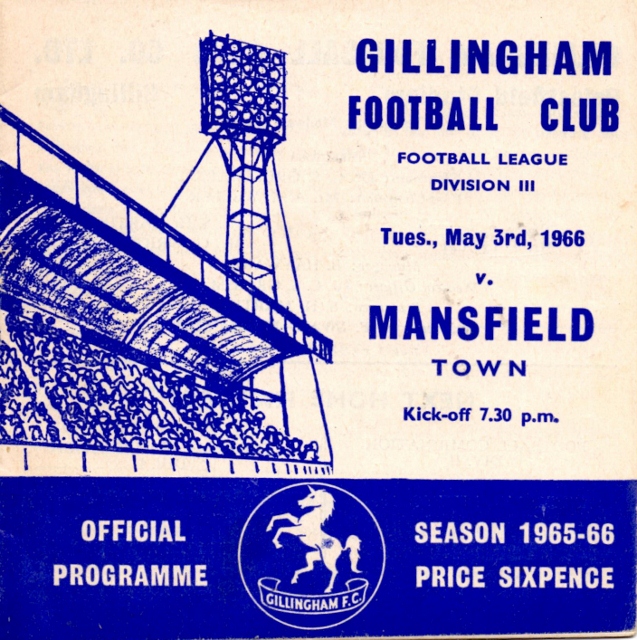 GILLINGHAM
FOOTBALL CLUB
FOOTBALL LEAGUE
DIVISION III
Tues., May 3rd, 1966
v.
MANSFIELD
TOWN
Kick-off 7.30 p.m.
OFFICIAL
PROGRAMME
GILLINGHAM F.C.
SEASON 1965-66
PRICE SIXPENCE